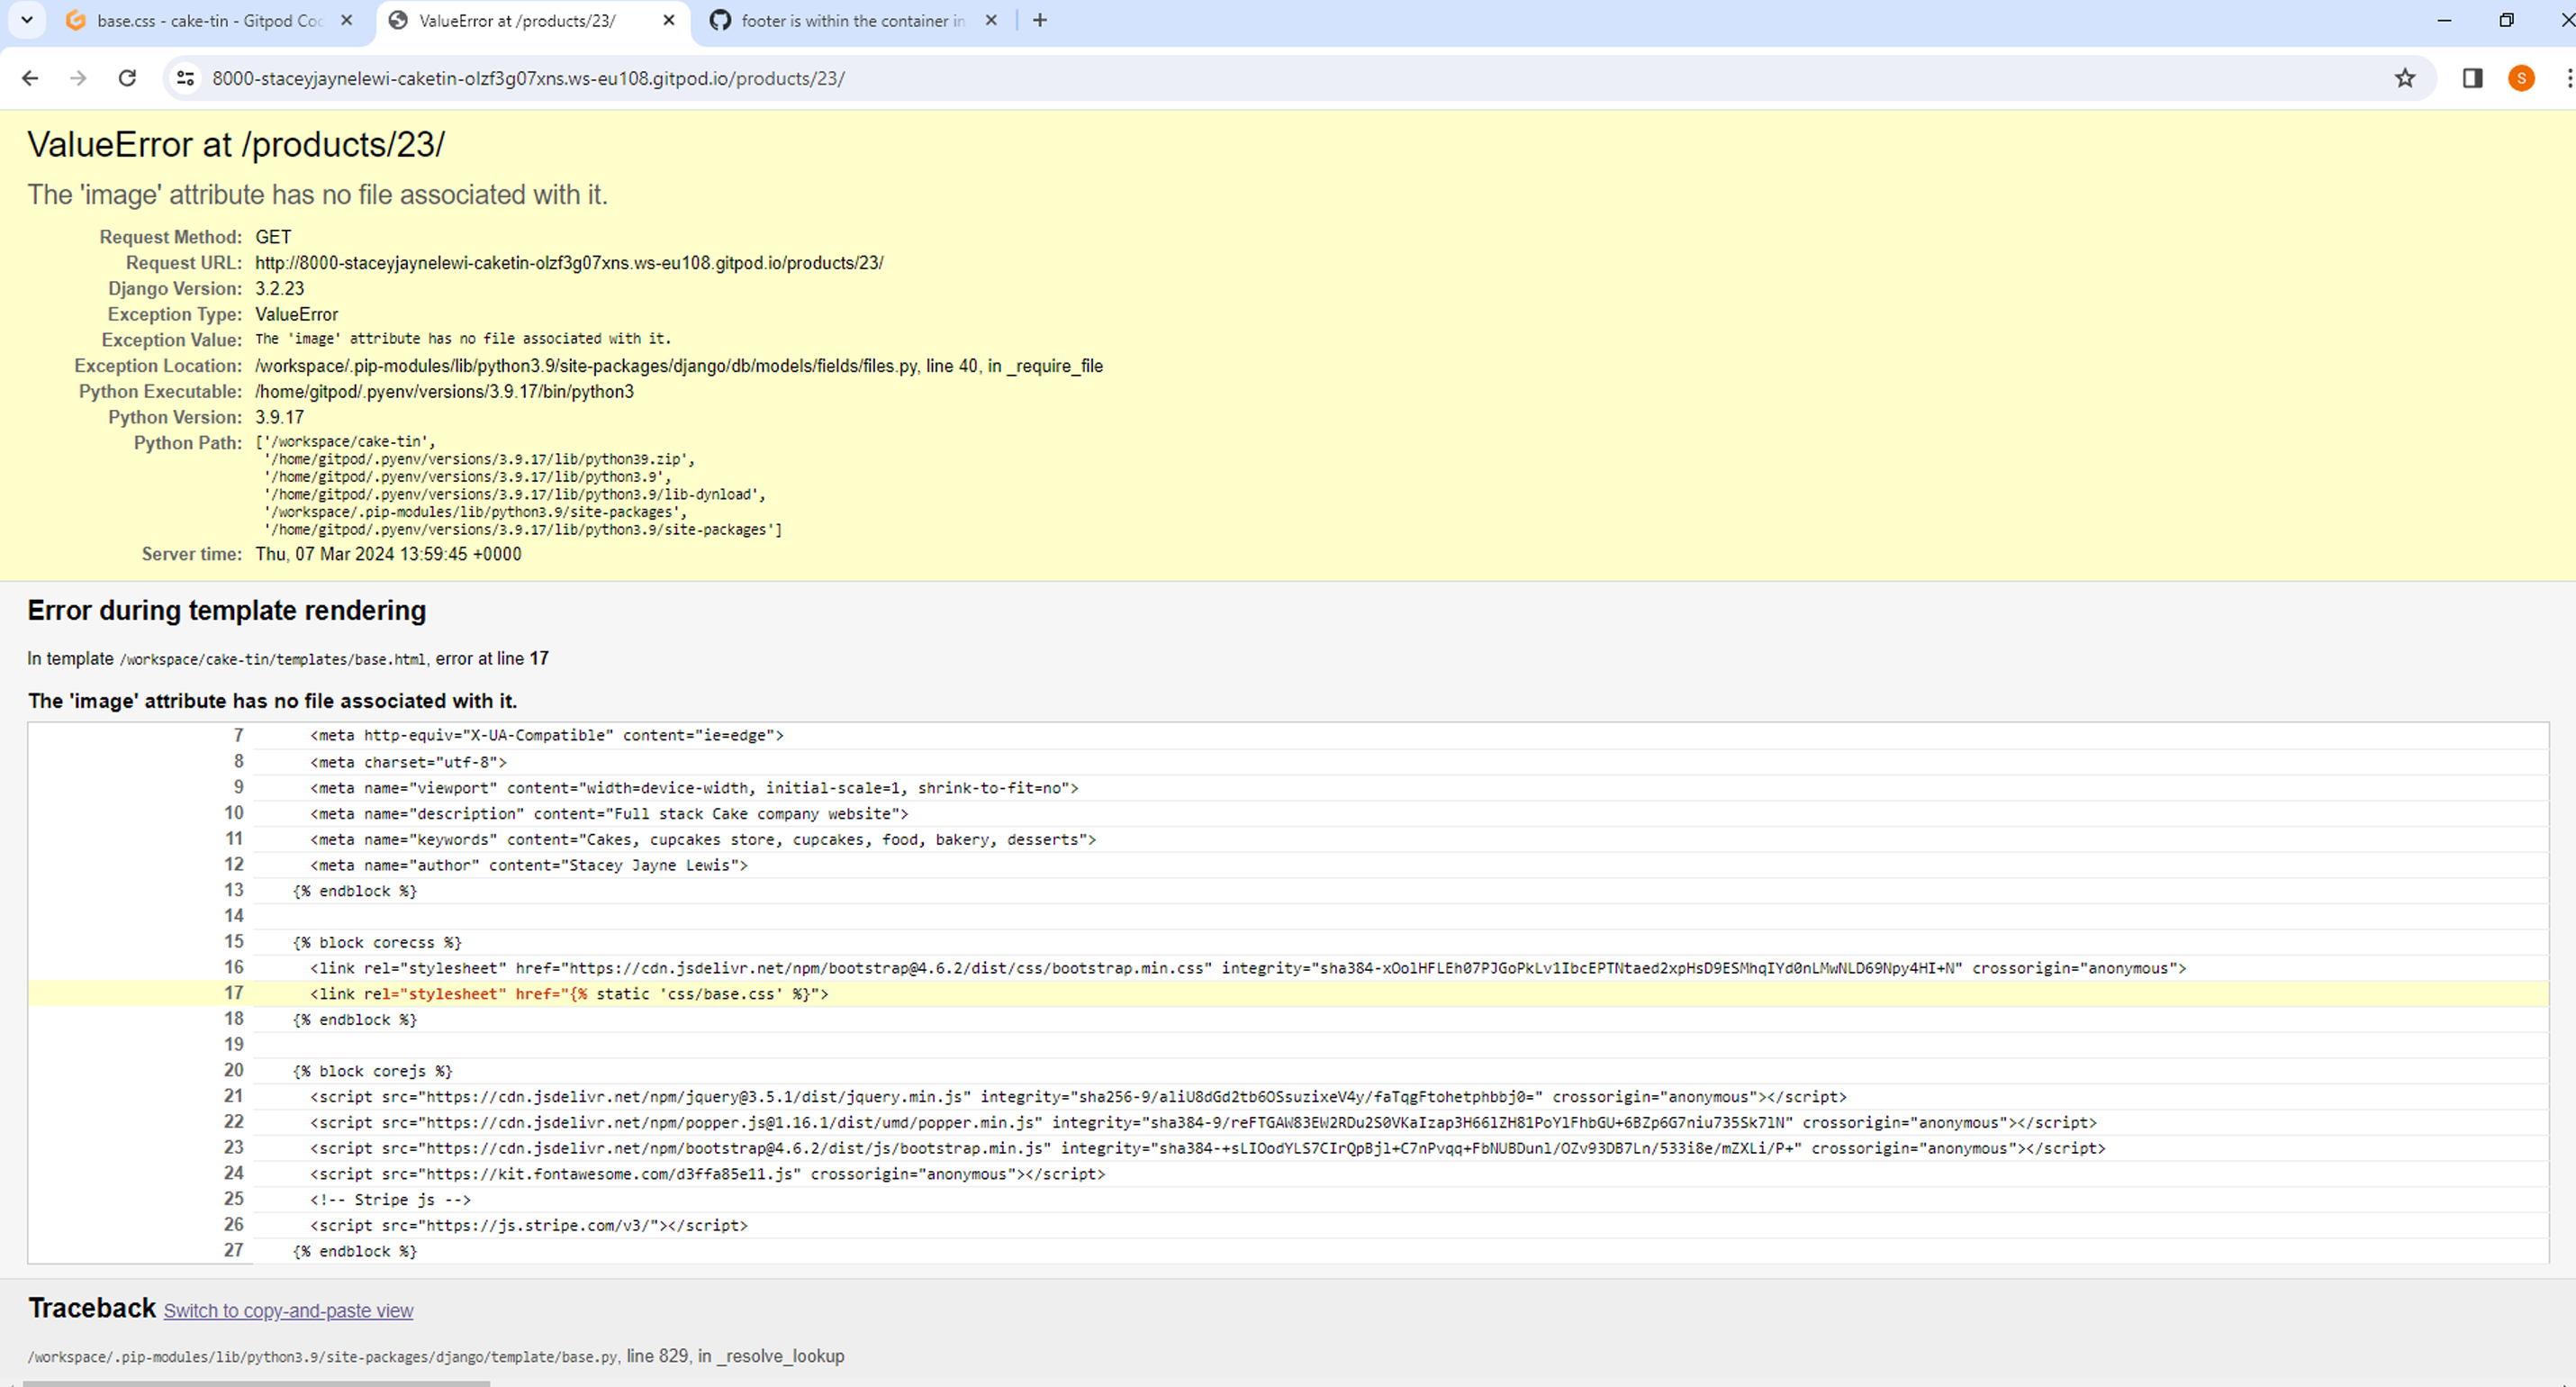 base.css - cake-tin - Gitpod Coc
ValueError at /products/23/
footer is within the container in
8000-staceyjaynelewi-caketin-olzf3g07xns.ws-eu108.gitpod.io/products/23/
S
ValueError at /products/23/
The 'image' attribute has no file associated with it.
Request Method: GET
Request URL: http://8000-staceyjaynelewi-caketin-olzf3g07xns.ws-eu108.gitpod.io/products/23/
Django Version: 3.2.23
Exception Type: ValueError
Exception Value: The 'image' attribute has no file associated with it.
Exception Location: /workspace/.pip-modules/lib/python3.9/site-packages/django/db/models/fields/files.py, line 40, in _require_file
Python Executable: /home/gitpod/.pyenv/versions/3.9.17/bin/python3
Python Version: 3.9.17
Python Path: ['/workspace/cake-tin',
'/home/gitpod/.pyenv/versions/3.9.17/lib/python39.zip',
'/home/gitpod/.pyenv/versions/3.9.17/lib/python3.9',
'/home/gitpod/.pyenv/versions/3.9.17/lib/python3.9/lib-dynload',
'/workspace/.pip-modules/lib/python3.9/site-packages',
'/home/gitpod/.pyenv/versions/3.9.17/lib/python3.9/site-packages']
Server time: Thu, 07 Mar 2024 13:59:45 +0000
Error during template rendering
In template /workspace/cake-tin/templates/base.html, error at line 17
The 'image' attribute has no file associated with it.
7 <meta http-equiv="X-UA-Compatible" content="ie=edge">
8 <meta charset="utf-8">
9 <meta name="viewport" content="width=device-width, initial-scale=1, shrink-to-fit=no">
10 <meta name="description" content="Full stack Cake company website">
11 <meta name="keywords" content="Cakes, cupcakes store, cupcakes, food, bakery, desserts">
12 <meta name="author" content="Stacey Jayne Lewis">
13 {% endblock %}
14
15 {% block corecss %}
16 <link rel="stylesheet" href="https://cdn.jsdelivr.net/npm/bootstrap@4.6.2/dist/css/bootstrap.min.css" integrity="sha384-xOolHFLEh07PJGoPkLv1IbcEPTNtaed2xpHsD9ESMhqIYd0nLMwNLD69Npy4HI+N" crossorigin="anonymous">
17 <link rel="stylesheet" href="{% static 'css/base.css' %}">
18 {% endblock %}
19
20 {% block corejs %}
21 <script src="https://cdn.jsdelivr.net/npm/jquery@3.5.1/dist/jquery.min.js" integrity="sha256-9/aliU8dGd2tb6OSsuzixeV4y/faTqgFtohetphbbj0=" crossorigin="anonymous"></script>
22 <script src="https://cdn.jsdelivr.net/npm/popper.js@1.16.1/dist/umd/popper.min.js" integrity="sha384-9/reFTGAW83EW2RDu2S0VKaIzap3H66lZH81PoYlFhbGU+6BZp6G7niu735Sk7lN" crossorigin="anonymous"></script>
23 <script src="https://cdn.jsdelivr.net/npm/bootstrap@4.6.2/dist/js/bootstrap.min.js" integrity="sha384-+sLIOodYLS7CIrQpBjl+C7nPvqq+FbNUBDunl/OZv93DB7Ln/533i8e/mZXLi/P+" crossorigin="anonymous"></script>
24 <script src="https://kit.fontawesome.com/d3ffa85e11.js" crossorigin="anonymous"></script>
25 <!-- Stripe js -->
26 <script src="https://js.stripe.com/v3/"></script>
27 {% endblock %}
Traceback Switch to copy-and-paste view
/workspace/.pip-modules/lib/python3.9/site-packages/django/template/base.py, line 829, in _resolve_lookup